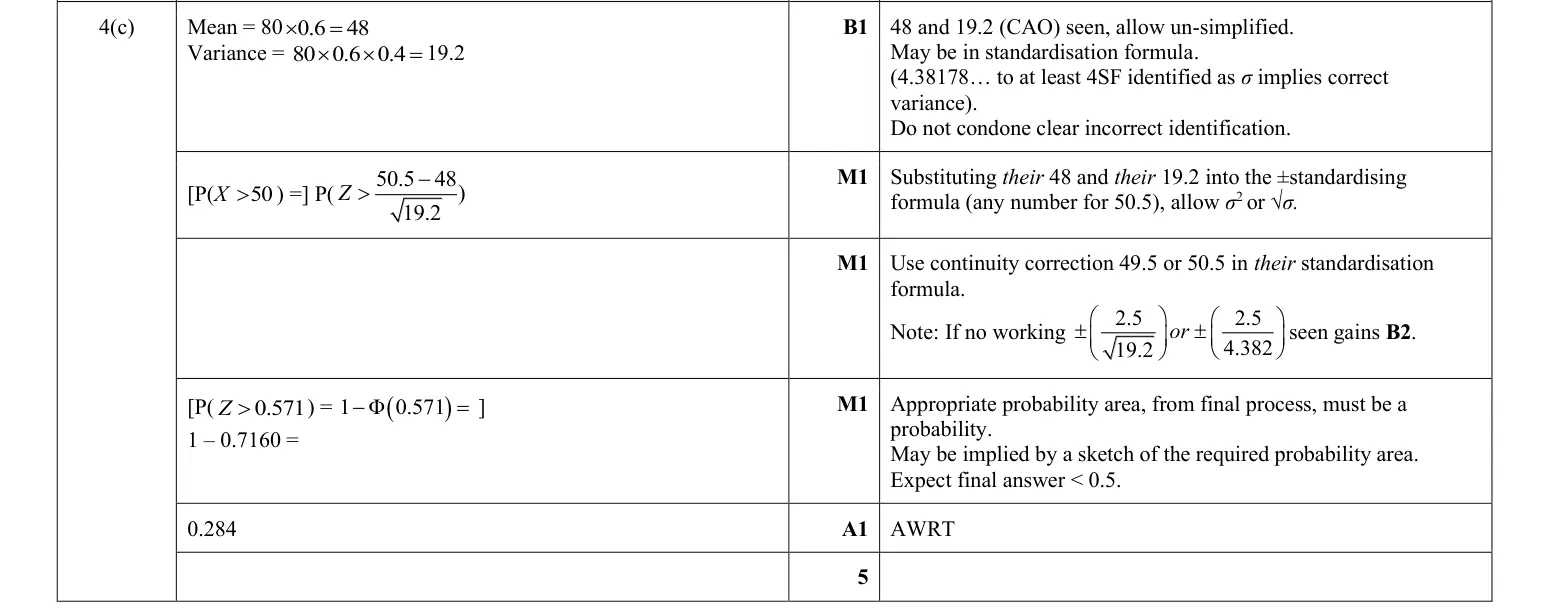 4(c)
Mean = 80×0.6 = 48
Variance = 80×0.6×0.4 = 19.2
B1
48 and 19.2 (CAO) seen, allow un-simplified.
May be in standardisation formula.
(4.38178… to at least 4SF identified as σ implies correct
variance).
Do not condone clear incorrect identification.
[P(X >50 ) =] P( Z > (50.5 − 48)/√19.2 )
M1
Substituting their 48 and their 19.2 into the ±standardising
formula (any number for 50.5), allow σ² or √σ.
M1
Use continuity correction 49.5 or 50.5 in their standardisation
formula.
Note: If no working ±(2.5/√19.2) or ±(2.5/4.382) seen gains B2.
[P( Z > 0.571 ) = 1 − Φ(0.571) = ]
1 – 0.7160 =
M1
Appropriate probability area, from final process, must be a
probability.
May be implied by a sketch of the required probability area.
Expect final answer < 0.5.
0.284
A1
AWRT
5